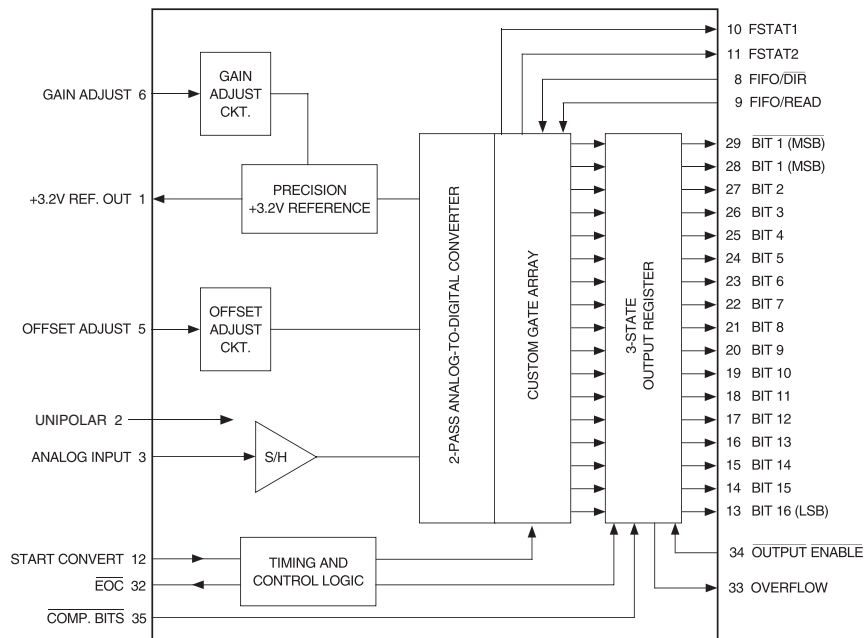 10 FSTAT1
11 FSTAT2
8 FIFO/DIR
9 FIFO/READ
GAIN ADJUST 6
GAIN
ADJUST
CKT.
+3.2V REF. OUT 1
PRECISION
+3.2V REFERENCE
OFFSET ADJUST 5
OFFSET
ADJUST
CKT.
UNIPOLAR 2
ANALOG INPUT 3
S/H
2-PASS ANALOG-TO-DIGITAL CONVERTER
CUSTOM GATE ARRAY
3-STATE
OUTPUT REGISTER
29 BIT 1 (MSB)
28 BIT 1 (MSB)
27 BIT 2
26 BIT 3
25 BIT 4
24 BIT 5
23 BIT 6
22 BIT 7
21 BIT 8
20 BIT 9
19 BIT 10
18 BIT 11
17 BIT 12
16 BIT 13
15 BIT 14
14 BIT 15
13 BIT 16 (LSB)
START CONVERT 12
EOC 32
TIMING AND
CONTROL LOGIC
COMP. BITS 35
34 OUTPUT ENABLE
33 OVERFLOW